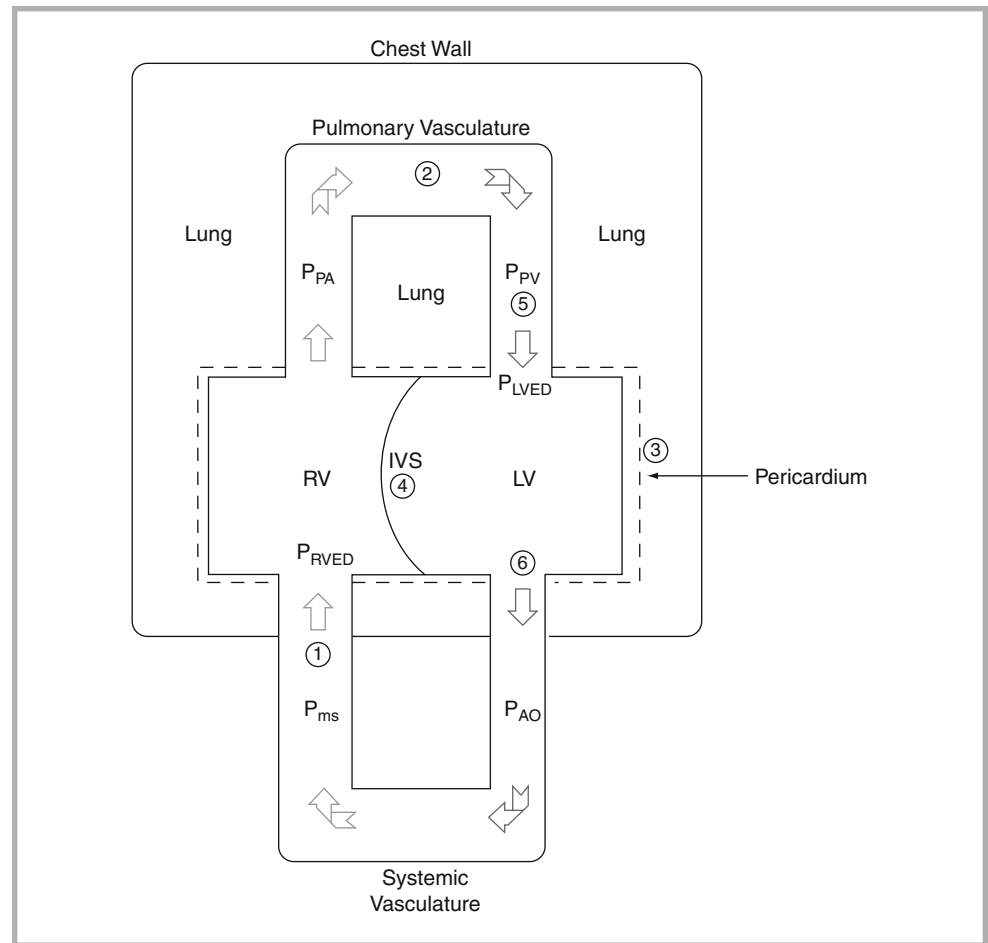 Chest Wall
Pulmonary Vasculature
2
Lung
Lung
P_PA
Lung
P_PV
5
P_LVED
3
RV
IVS
4
LV
Pericardium
P_RVED
6
1
P_ms
P_AO
Systemic
Vasculature